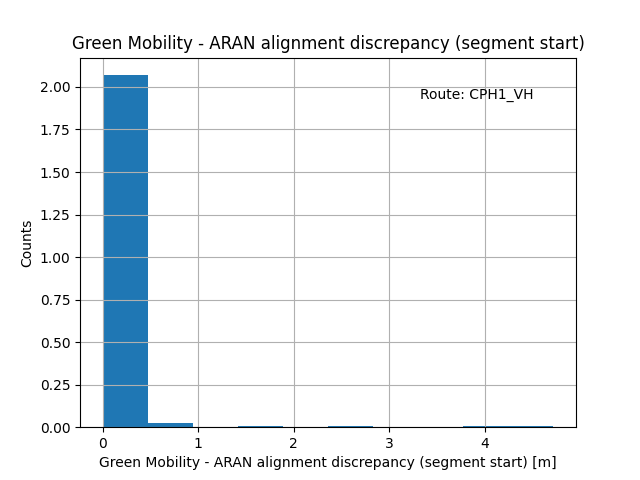 Green Mobility - ARAN alignment discrepancy (segment start)
Route: CPH1_VH
Counts
2.00
1.75
1.50
1.25
1.00
0.75
0.50
0.25
0.00
0 1 2 3 4
Green Mobility - ARAN alignment discrepancy (segment start) [m]